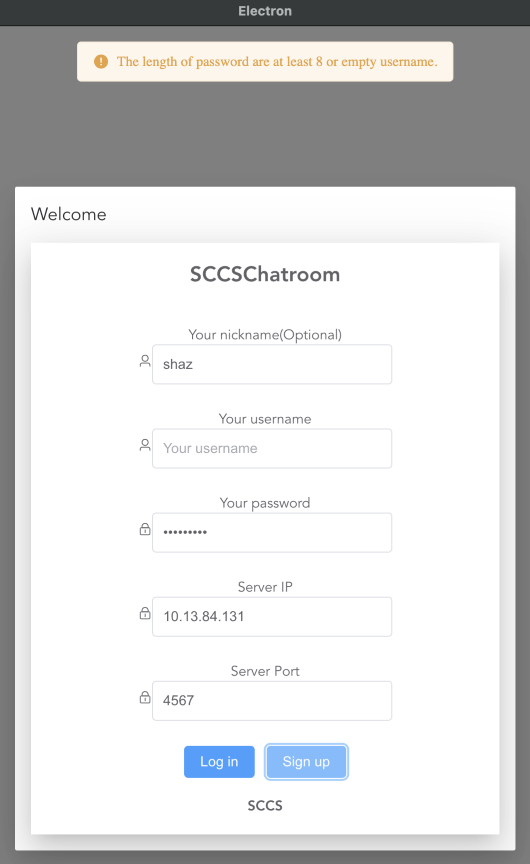 Electron
The length of password are at least 8 or empty username.
Welcome
SCCSChatroom
Your nickname(Optional)
shaz
Your username
Your username
Your password
•••••••••
Server IP
10.13.84.131
Server Port
4567
Log in Sign up
SCCS